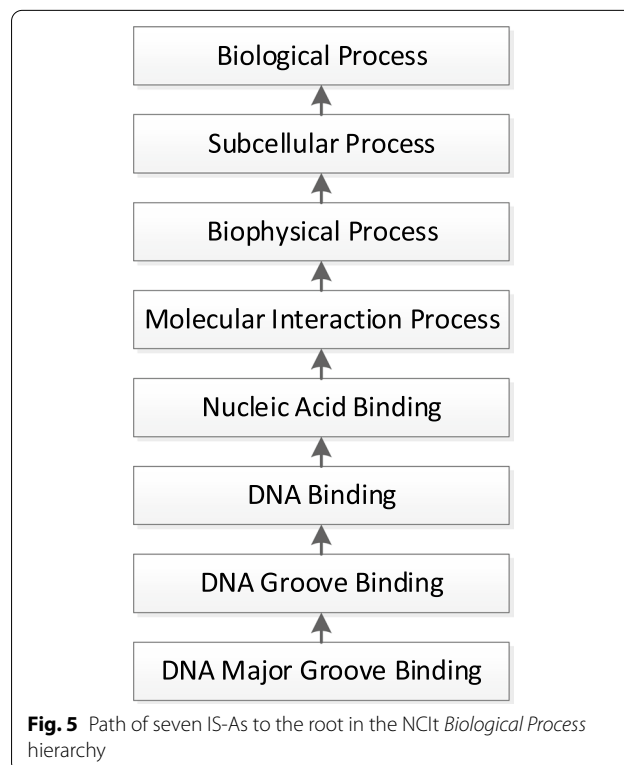 Biological Process
Subcellular Process
Biophysical Process
Molecular Interaction Process
Nucleic Acid Binding
DNA Binding
DNA Groove Binding
DNA Major Groove Binding
Fig. 5 Path of seven IS-As to the root in the NCIt Biological Process
hierarchy